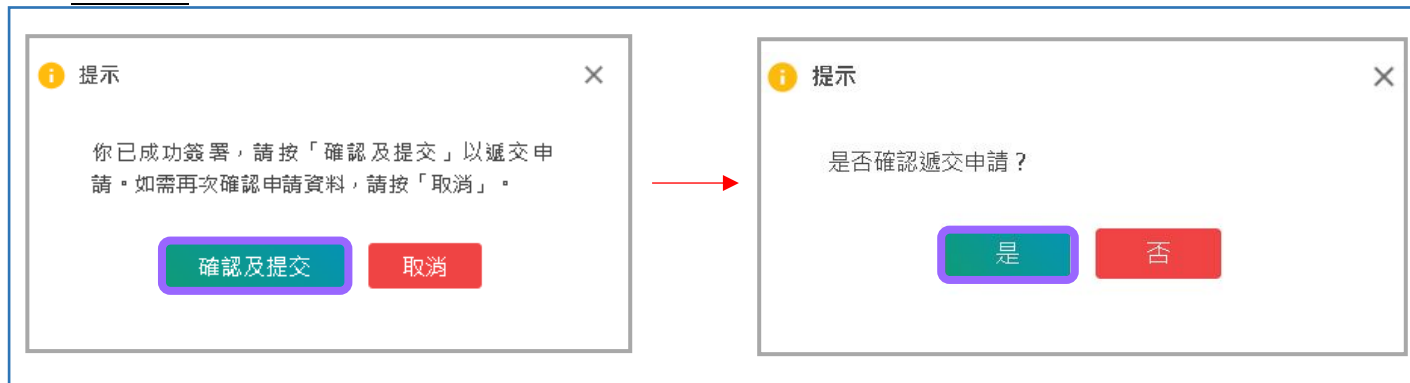 提示
你已成功簽署，請按「確認及提交」以遞交申
請。如需再次確認申請資料，請按「取消」。
確認及提交
取消
提示
是否確認遞交申請？
是
否